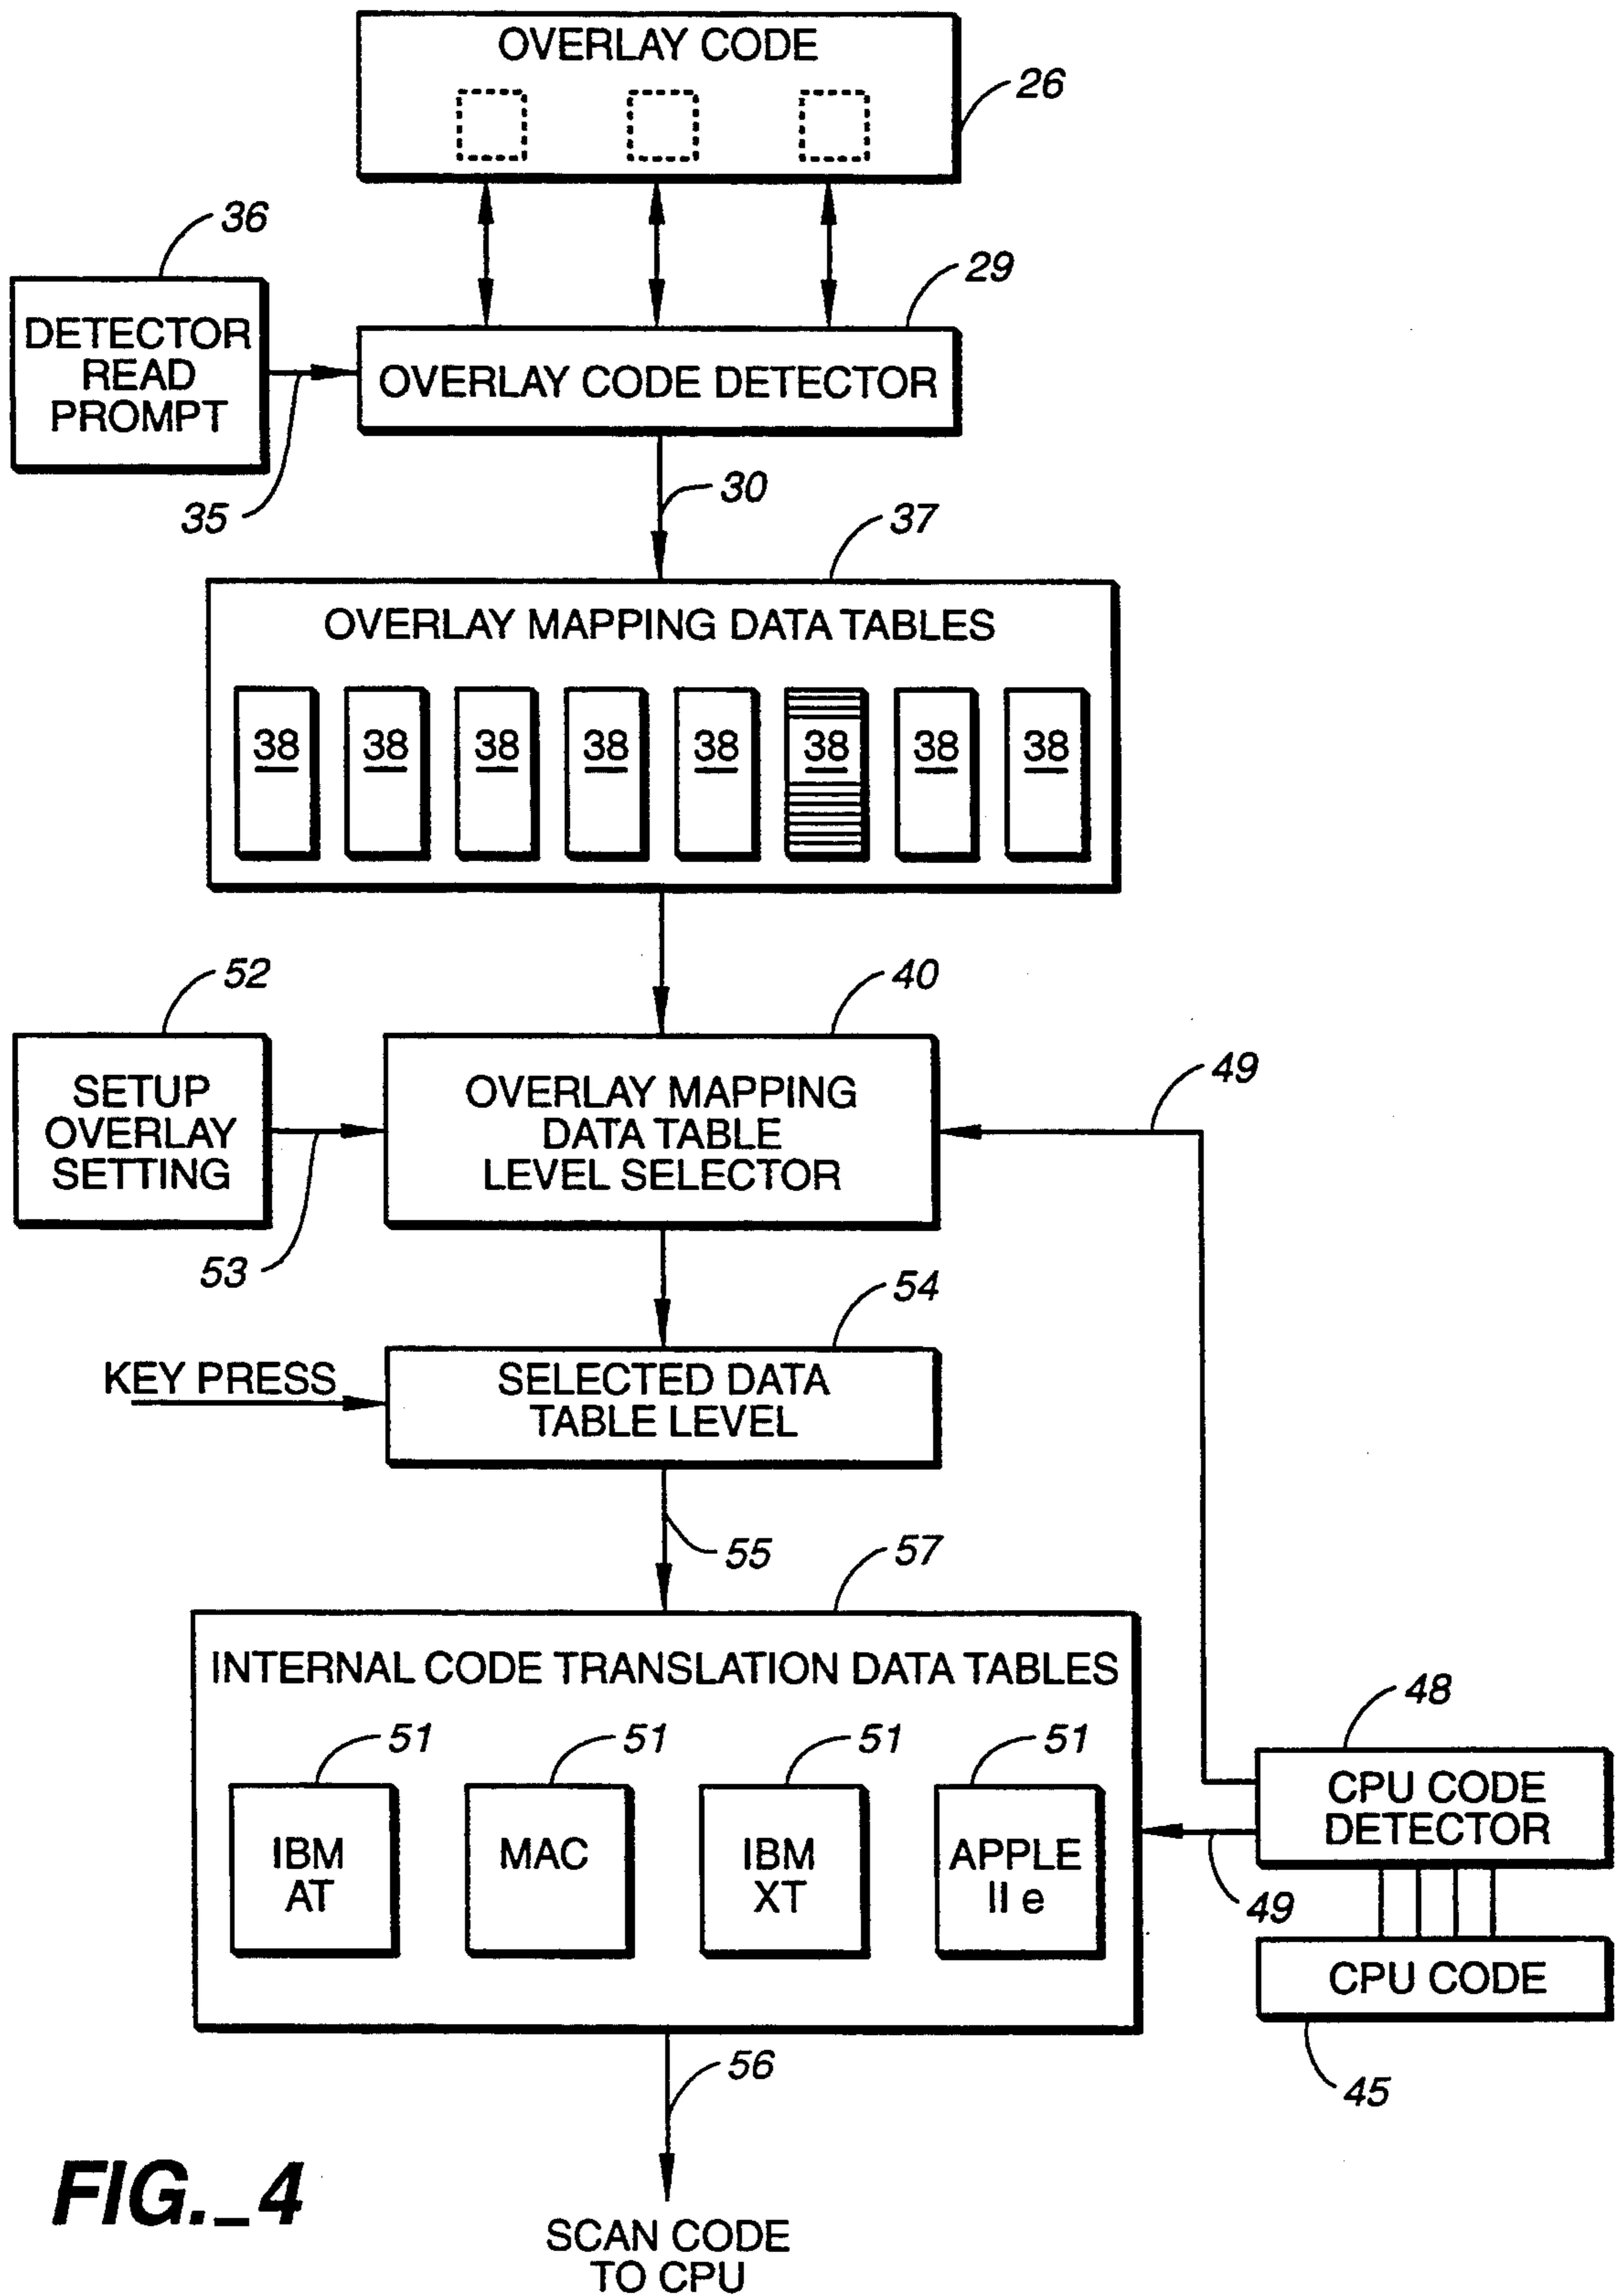 OVERLAY CODE
26
36
29
DETECTOR
READ
PROMPT
OVERLAY CODE DETECTOR
35
30
37
OVERLAY MAPPING DATA TABLES
38 38 38 38 38 38 38 38
52
40
49
SETUP
OVERLAY
SETTING
OVERLAY MAPPING
DATA TABLE
LEVEL SELECTOR
53
54
KEY PRESS
SELECTED DATA
TABLE LEVEL
55
57
INTERNAL CODE TRANSLATION DATA TABLES
51 51 51 51
IBM
AT
MAC
IBM
XT
APPLE
II e
48
CPU CODE
DETECTOR
49
CPU CODE
45
56
SCAN CODE
TO CPU
FIG._4